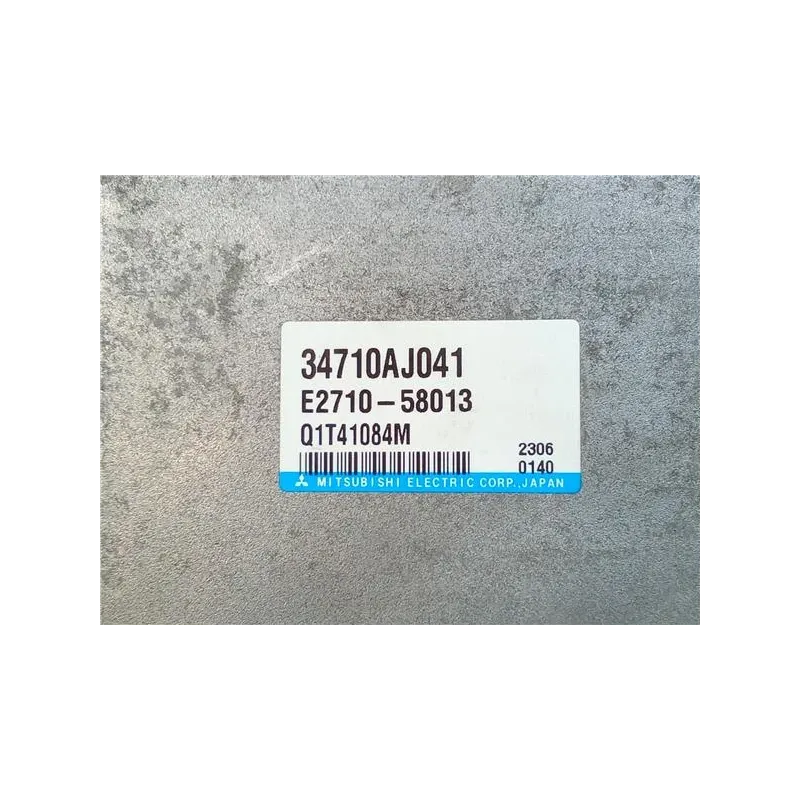 34710AJ041
E2710-58013
Q1T41084M
2306
0140
MITSUBISHI ELECTRIC CORP., JAPAN